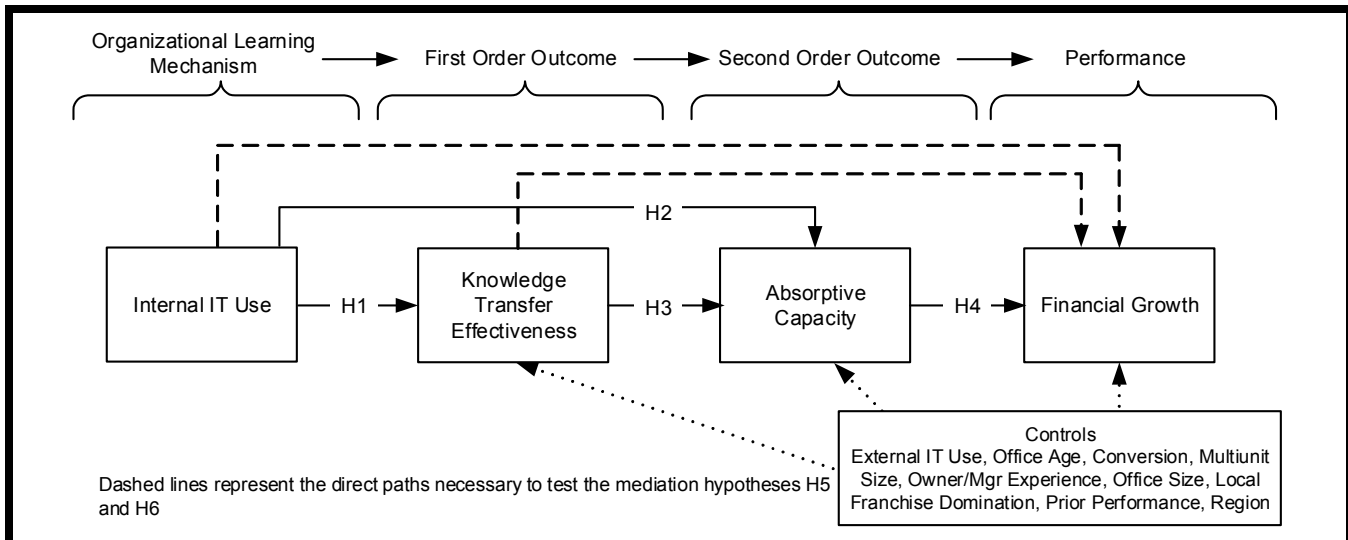 Organizational Learning
Mechanism
First Order Outcome
Second Order Outcome
Performance
H2
Internal IT Use
H1
Knowledge
Transfer
Effectiveness
H3
Absorptive
Capacity
H4
Financial Growth
Controls
External IT Use, Office Age, Conversion, Multiunit
Size, Owner/Mgr Experience, Office Size, Local
Franchise Domination, Prior Performance, Region
Dashed lines represent the direct paths necessary to test the mediation hypotheses H5
and H6